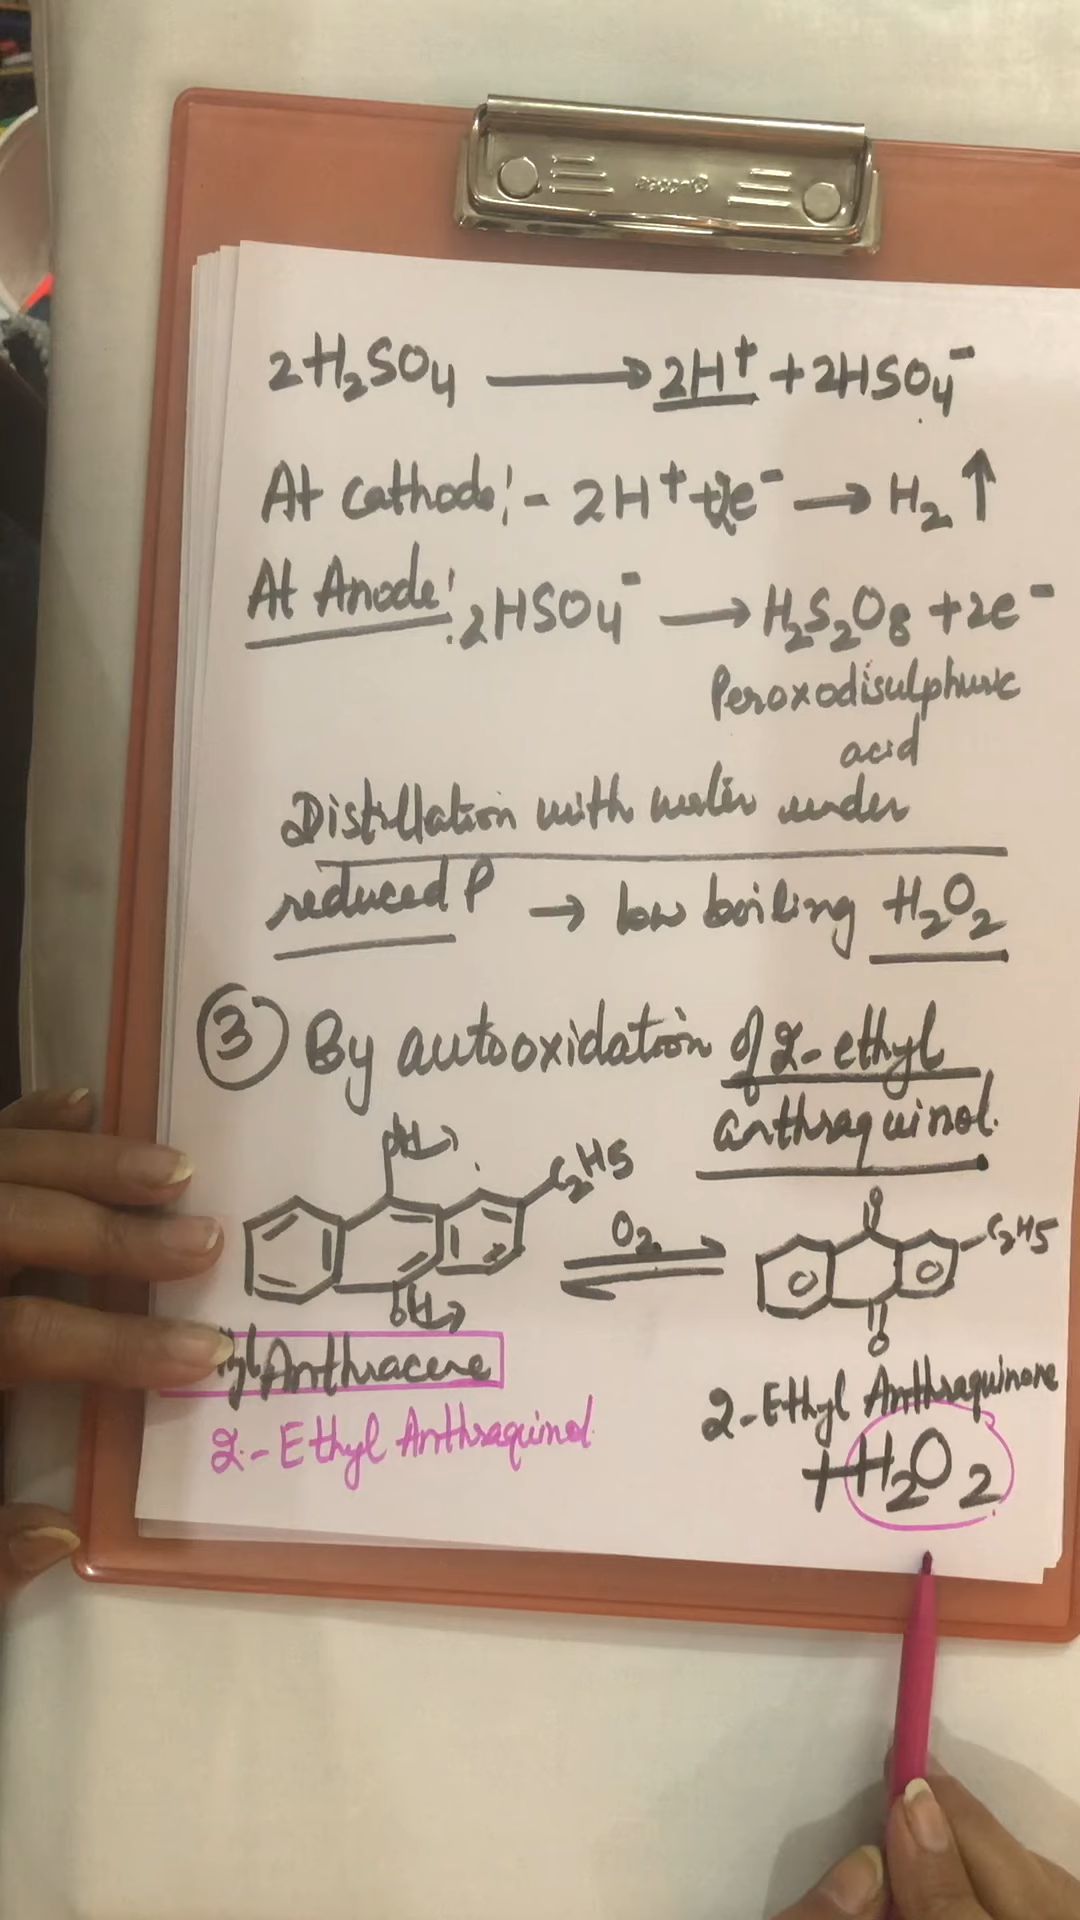 2H₂SO₄ ⟶ 2H⁺ + 2HSO₄⁻
At Cathode:- 2H⁺ + 2e⁻ → H₂ ↑
At Anode: 2HSO₄⁻ ⟶ H₂S₂O₈ + 2e⁻
Peroxodisulphuric
acid
Distillation with water under
reduced P → low boiling H₂O₂
③ By autooxidation of 2-ethyl
anthraquinol.
OH
C₂H5
O₂
O
C₂H5
OH
O
Anthracene
2-Ethyl Anthraquinone
2-Ethyl Anthraquinol
+H₂O₂